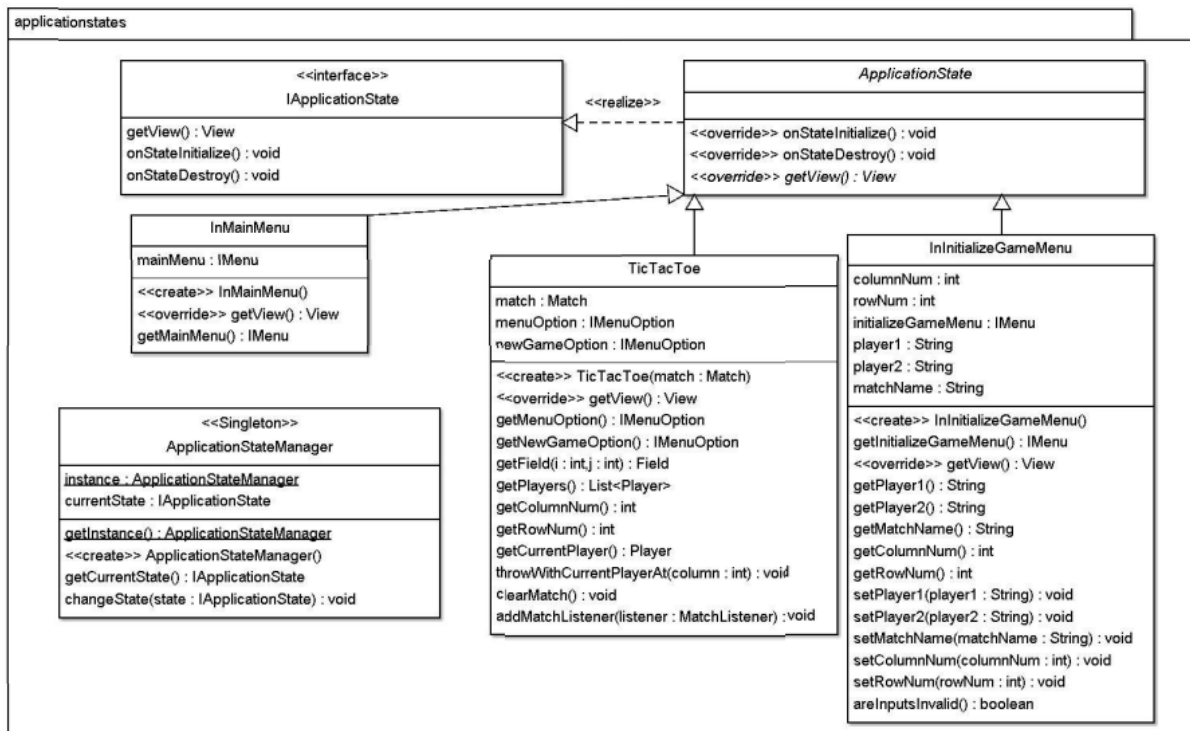 applicationstates
<<interface>>
IApplicationState
getView() : View
onStateInitialize() : void
onStateDestroy() : void
<<realize>>
ApplicationState
<<override>> onStateInitialize() : void
<<override>> onStateDestroy() : void
<<override>> getView() : View
InMainMenu
mainMenu : IMenu
<<create>> InMainMenu()
<<override>> getView() : View
getMainMenu() : IMenu
TicTacToe
match : Match
menuOption : IMenuOption
newGameOption : IMenuOption
<<create>> TicTacToe(match : Match)
<<override>> getView() : View
getMenuOption() : IMenuOption
getNewGameOption() : IMenuOption
getField(i : int,j : int) : Field
getPlayers() : List<Player>
getColumnNum() : int
getRowNum() : int
getCurrentPlayer() : Player
throwWithCurrentPlayerAt(column : int) : void
clearMatch() : void
addMatchListener(listener : MatchListener) : void
InInitializeGameMenu
columnNum : int
rowNum : int
initializeGameMenu : IMenu
player1 : String
player2 : String
matchName : String
<<create>> InInitializeGameMenu()
getInitializeGameMenu() : IMenu
<<override>> getView() : View
getPlayer1() : String
getPlayer2() : String
getMatchName() : String
getColumnNum() : int
getRowNum() : int
setPlayer1(player1 : String) : void
setPlayer2(player2 : String) : void
setMatchName(matchName : String) : void
setColumnNum(columnNum : int) : void
setRowNum(rowNum : int) : void
areInputsInvalid() : boolean
<<Singleton>>
ApplicationStateManager
instance : ApplicationStateManager
currentState : IApplicationState
getInstance() : ApplicationStateManager
<<create>> ApplicationStateManager()
getCurrentState() : IApplicationState
changeState(state : IApplicationState) : void